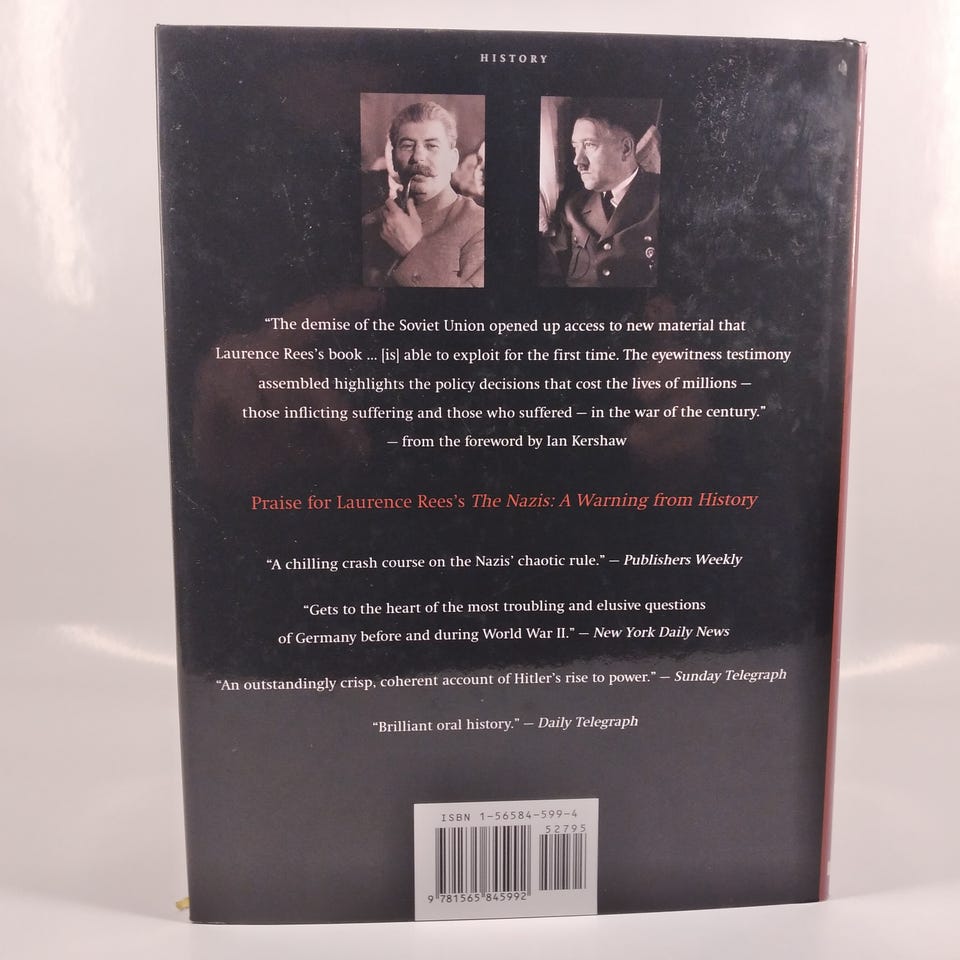 HISTORY
“The demise of the Soviet Union opened up access to new material that
Laurence Rees’s book ... [is] able to exploit for the first time. The eyewitness testimony
assembled highlights the policy decisions that cost the lives of millions —
those inflicting suffering and those who suffered — in the war of the century.”
— from the foreword by Ian Kershaw
Praise for Laurence Rees’s The Nazis: A Warning from History
“A chilling crash course on the Nazis’ chaotic rule.” — Publishers Weekly
“Gets to the heart of the most troubling and elusive questions
of Germany before and during World War II.” — New York Daily News
“An outstandingly crisp, coherent account of Hitler’s rise to power.” — Sunday Telegraph
“Brilliant oral history.” — Daily Telegraph
ISBN 1-56584-599-4
52795
9 781565 845992